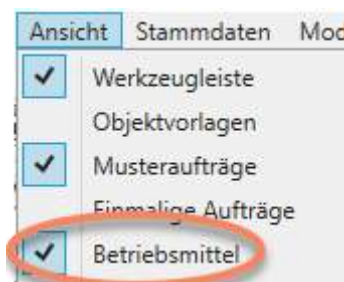 Ansicht Stammdaten Mod
Werkzeugleiste
Objektvorlagen
Musteraufträge
Einmalige Aufträge
Betriebsmittel